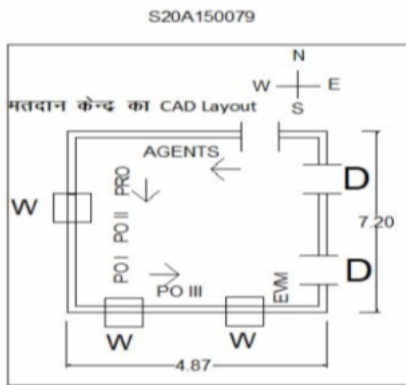 S20A150079
N
W E
S
मतदान केन्द का CAD Layout
AGENTS
PRO
D
W
7.20
PO II
PO I
D
PO III
EVM
W
W
4.87